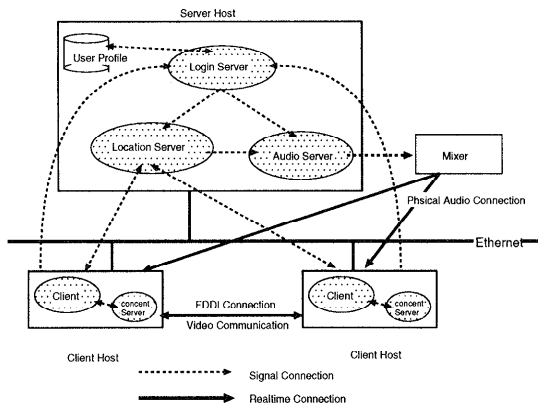 Server Host
User Profile
Login Server
Location Server
Audio Server
Mixer
Phsical Audio Connection
Ethernet
Client
concent
Server
FDDI Connection
Video Communication
Client
concent
Server
Client Host
Client Host
Signal Connection
Realtime Connection